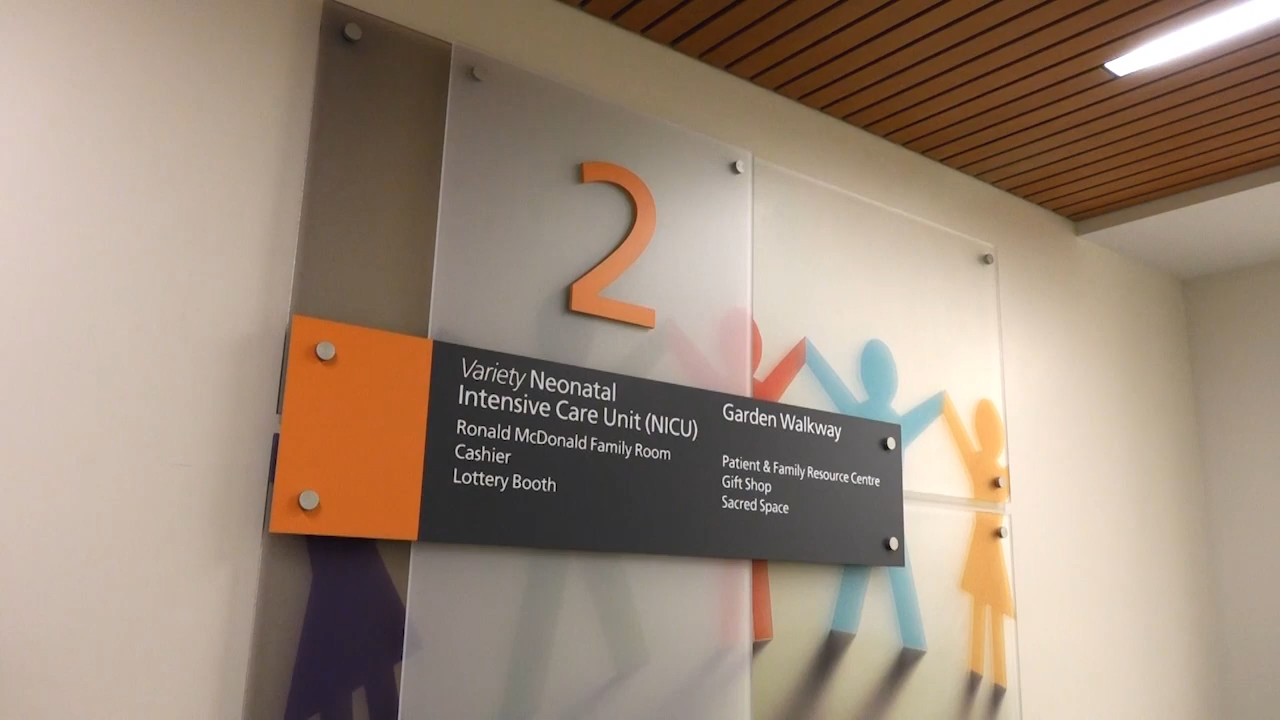 2
Variety Neonatal
Intensive Care Unit (NICU)
Ronald McDonald Family Room
Cashier
Lottery Booth
Garden Walkway
Patient & Family Resource Centre
Gift Shop
Sacred Space